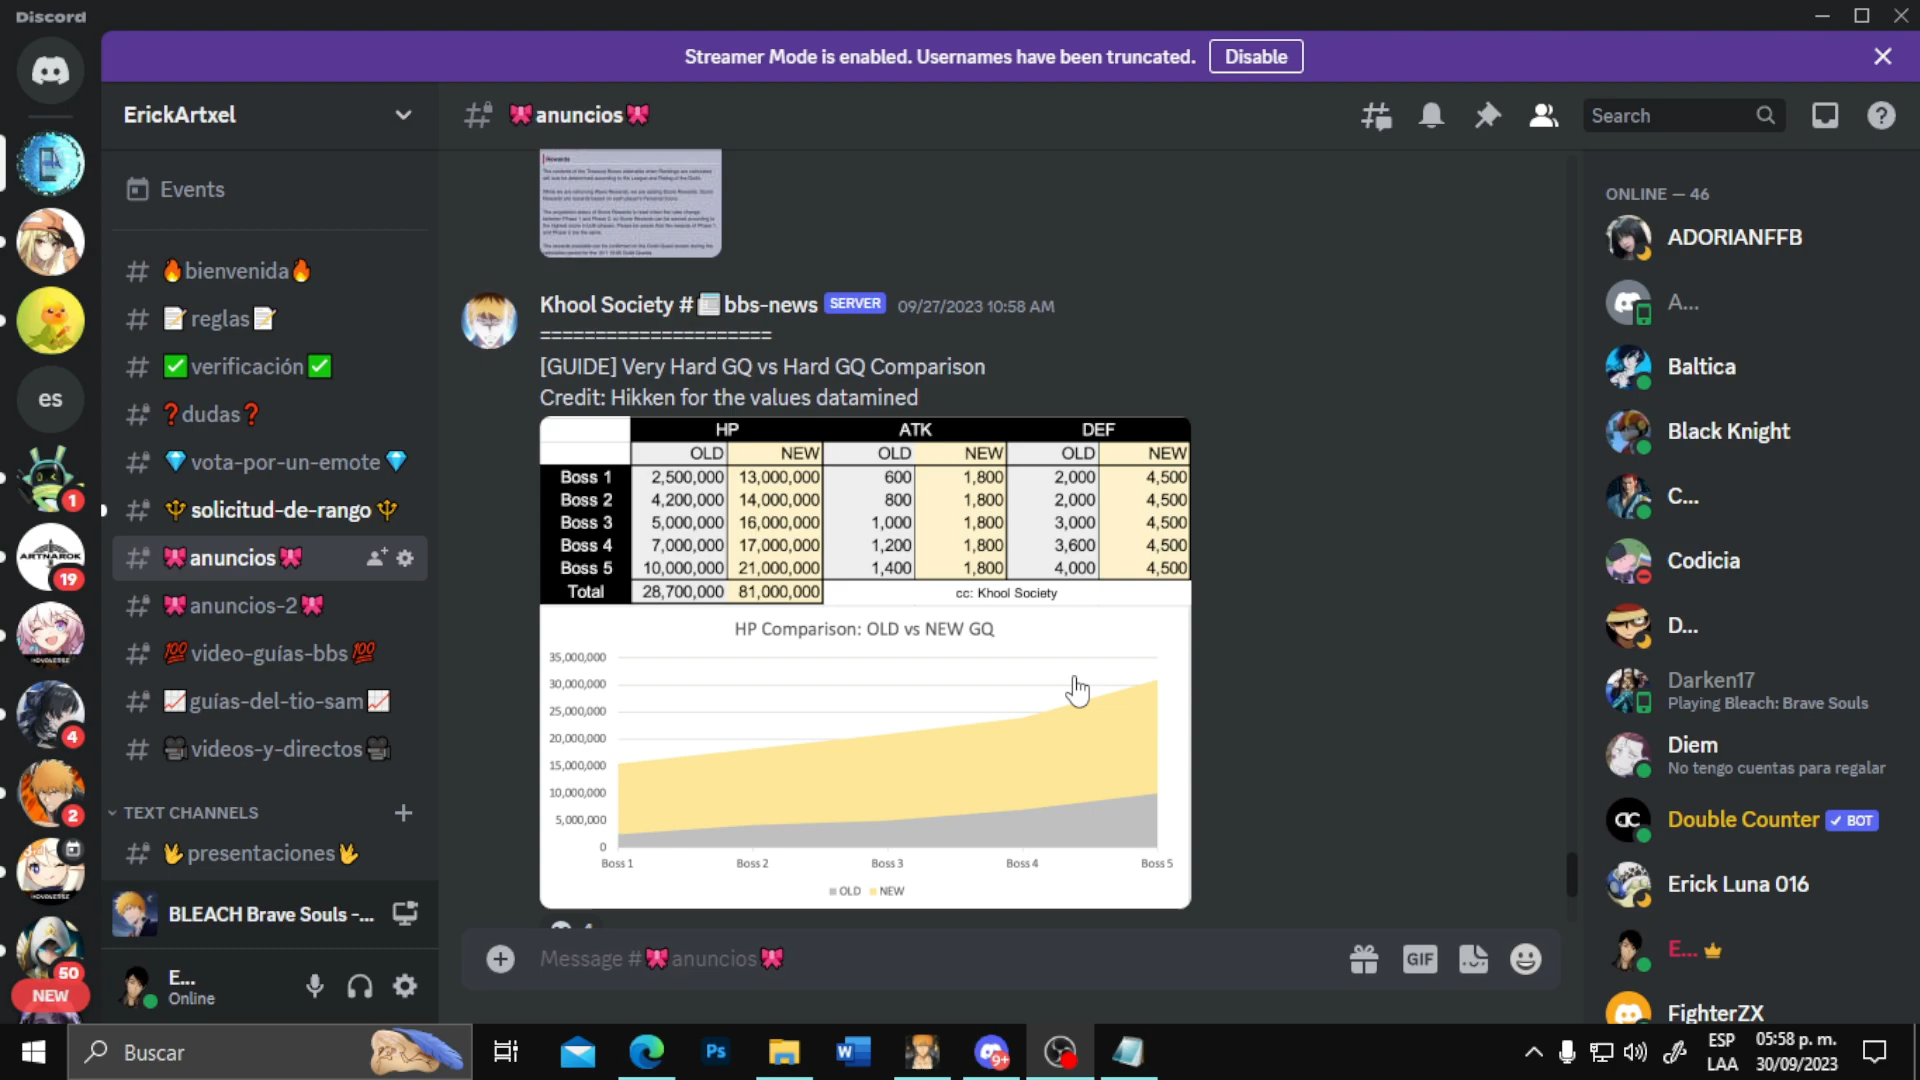 Discord
Streamer Mode is enabled. Usernames have been truncated.
Disable
ErickArtxel
Events
🔥bienvenida🔥
📝reglas📝
✅verificación✅
❓dudas❓
💎vota-por-un-emote💎
🔱solicitud-de-rango🔱
🎀anuncios🎀
🎀anuncios-2🎀
💯video-guías-bbs💯
📈guías-del-tio-sam📈
🎥videos-y-directos🎥
TEXT CHANNELS
🖖presentaciones🖖
BLEACH Brave Souls -...
E...
Online
es
1
ARTNAROK
19
4
2
50
NEW
# 🎀anuncios🎀
Search
Rewards
Khool Society #📰bbs-news SERVER 09/27/2023 10:58 AM
=====================
[GUIDE] Very Hard GQ vs Hard GQ Comparison
Credit: Hikken for the values datamined
HP ATK DEF
OLD NEW OLD NEW OLD NEW
Boss 1 2,500,000 13,000,000 600 1,800 2,000 4,500
Boss 2 4,200,000 14,000,000 800 1,800 2,000 4,500
Boss 3 5,000,000 16,000,000 1,000 1,800 3,000 4,500
Boss 4 7,000,000 17,000,000 1,200 1,800 3,600 4,500
Boss 5 10,000,000 21,000,000 1,400 1,800 4,000 4,500
Total 28,700,000 81,000,000 cc: Khool Society
HP Comparison: OLD vs NEW GQ
35,000,000
30,000,000
25,000,000
20,000,000
15,000,000
10,000,000
5,000,000
0
Boss 1 Boss 2 Boss 3 Boss 4 Boss 5
OLD NEW
Message #🎀anuncios🎀
GIF
ONLINE — 46
ADORIANFFB
A...
Baltica
Black Knight
C...
Codicia
D...
Darken17
Playing Bleach: Brave Souls
Diem
No tengo cuentas para regalar
Double Counter ✓ BOT
Erick Luna 016
E...
FighterZX
Buscar
Ps
W
9+
ESP
LAA
05:58 p. m.
30/09/2023